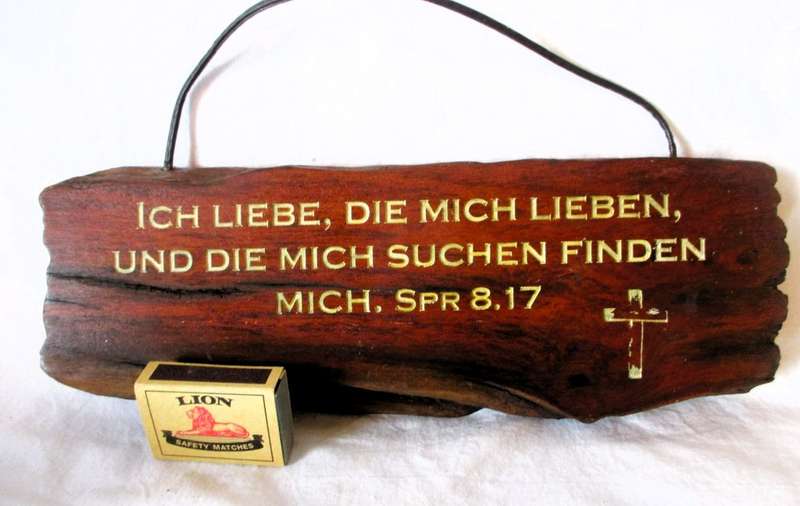 ICH LIEBE, DIE MICH LIEBEN,
UND DIE MICH SUCHEN FINDEN
MICH. SPR 8.17
LION
SAFETY MATCHES